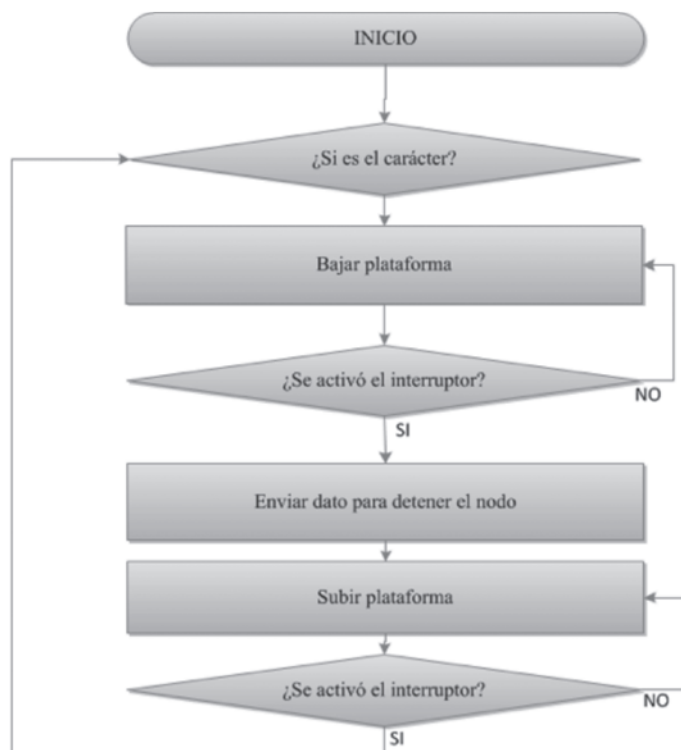 INICIO
¿Si es el carácter?
Bajar plataforma
¿Se activó el interruptor?
NO
SI
Enviar dato para detener el nodo
Subir plataforma
¿Se activó el interruptor?
NO
SI